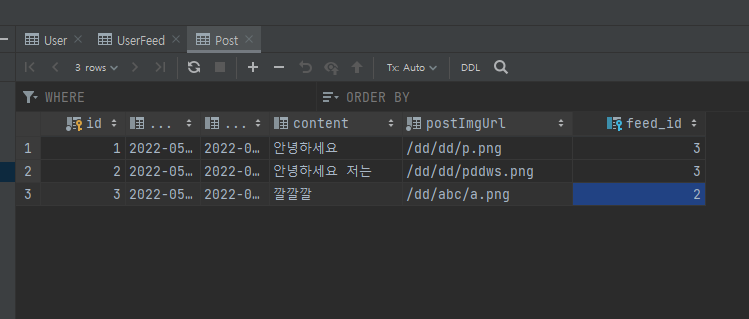 User UserFeed Post
3 rows Tx: Auto DDL
WHERE ORDER BY
id ... ... content postImgUrl feed_id
1 1 2022-05... 2022-0... 안녕하세요 /dd/dd/p.png 3
2 2 2022-05... 2022-0... 안녕하세요 저는 /dd/dd/pddws.png 3
3 3 2022-05... 2022-0... 깔깔깔 /dd/abc/a.png 2